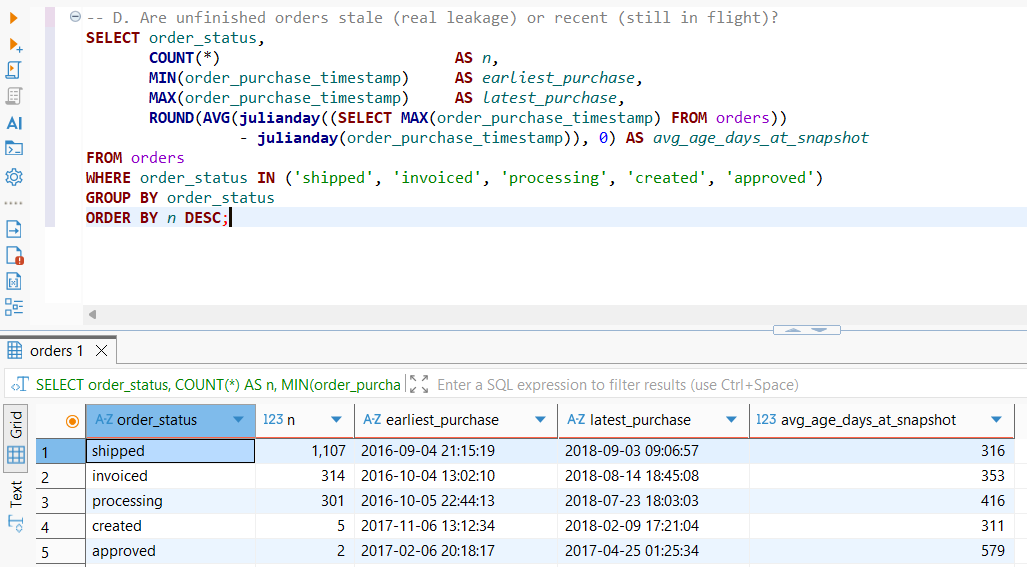 -- D. Are unfinished orders stale (real leakage) or recent (still in flight)?
SELECT order_status,
COUNT(*) AS n,
MIN(order_purchase_timestamp) AS earliest_purchase,
MAX(order_purchase_timestamp) AS latest_purchase,
ROUND(AVG(julianday((SELECT MAX(order_purchase_timestamp) FROM orders))
- julianday(order_purchase_timestamp)), 0) AS avg_age_days_at_snapshot
FROM orders
WHERE order_status IN ('shipped', 'invoiced', 'processing', 'created', 'approved')
GROUP BY order_status
ORDER BY n DESC;
AI
orders 1
SELECT order_status, COUNT(*) AS n, MIN(order_purcha Enter a SQL expression to filter results (use Ctrl+Space)
Grid
Text
A-Z order_status 123 n A-Z earliest_purchase A-Z latest_purchase 123 avg_age_days_at_snapshot
1 shipped 1,107 2016-09-04 21:15:19 2018-09-03 09:06:57 316
2 invoiced 314 2016-10-04 13:02:10 2018-08-14 18:45:08 353
3 processing 301 2016-10-05 22:44:13 2018-07-23 18:03:03 416
4 created 5 2017-11-06 13:12:34 2018-02-09 17:21:04 311
5 approved 2 2017-02-06 20:18:17 2017-04-25 01:25:34 579